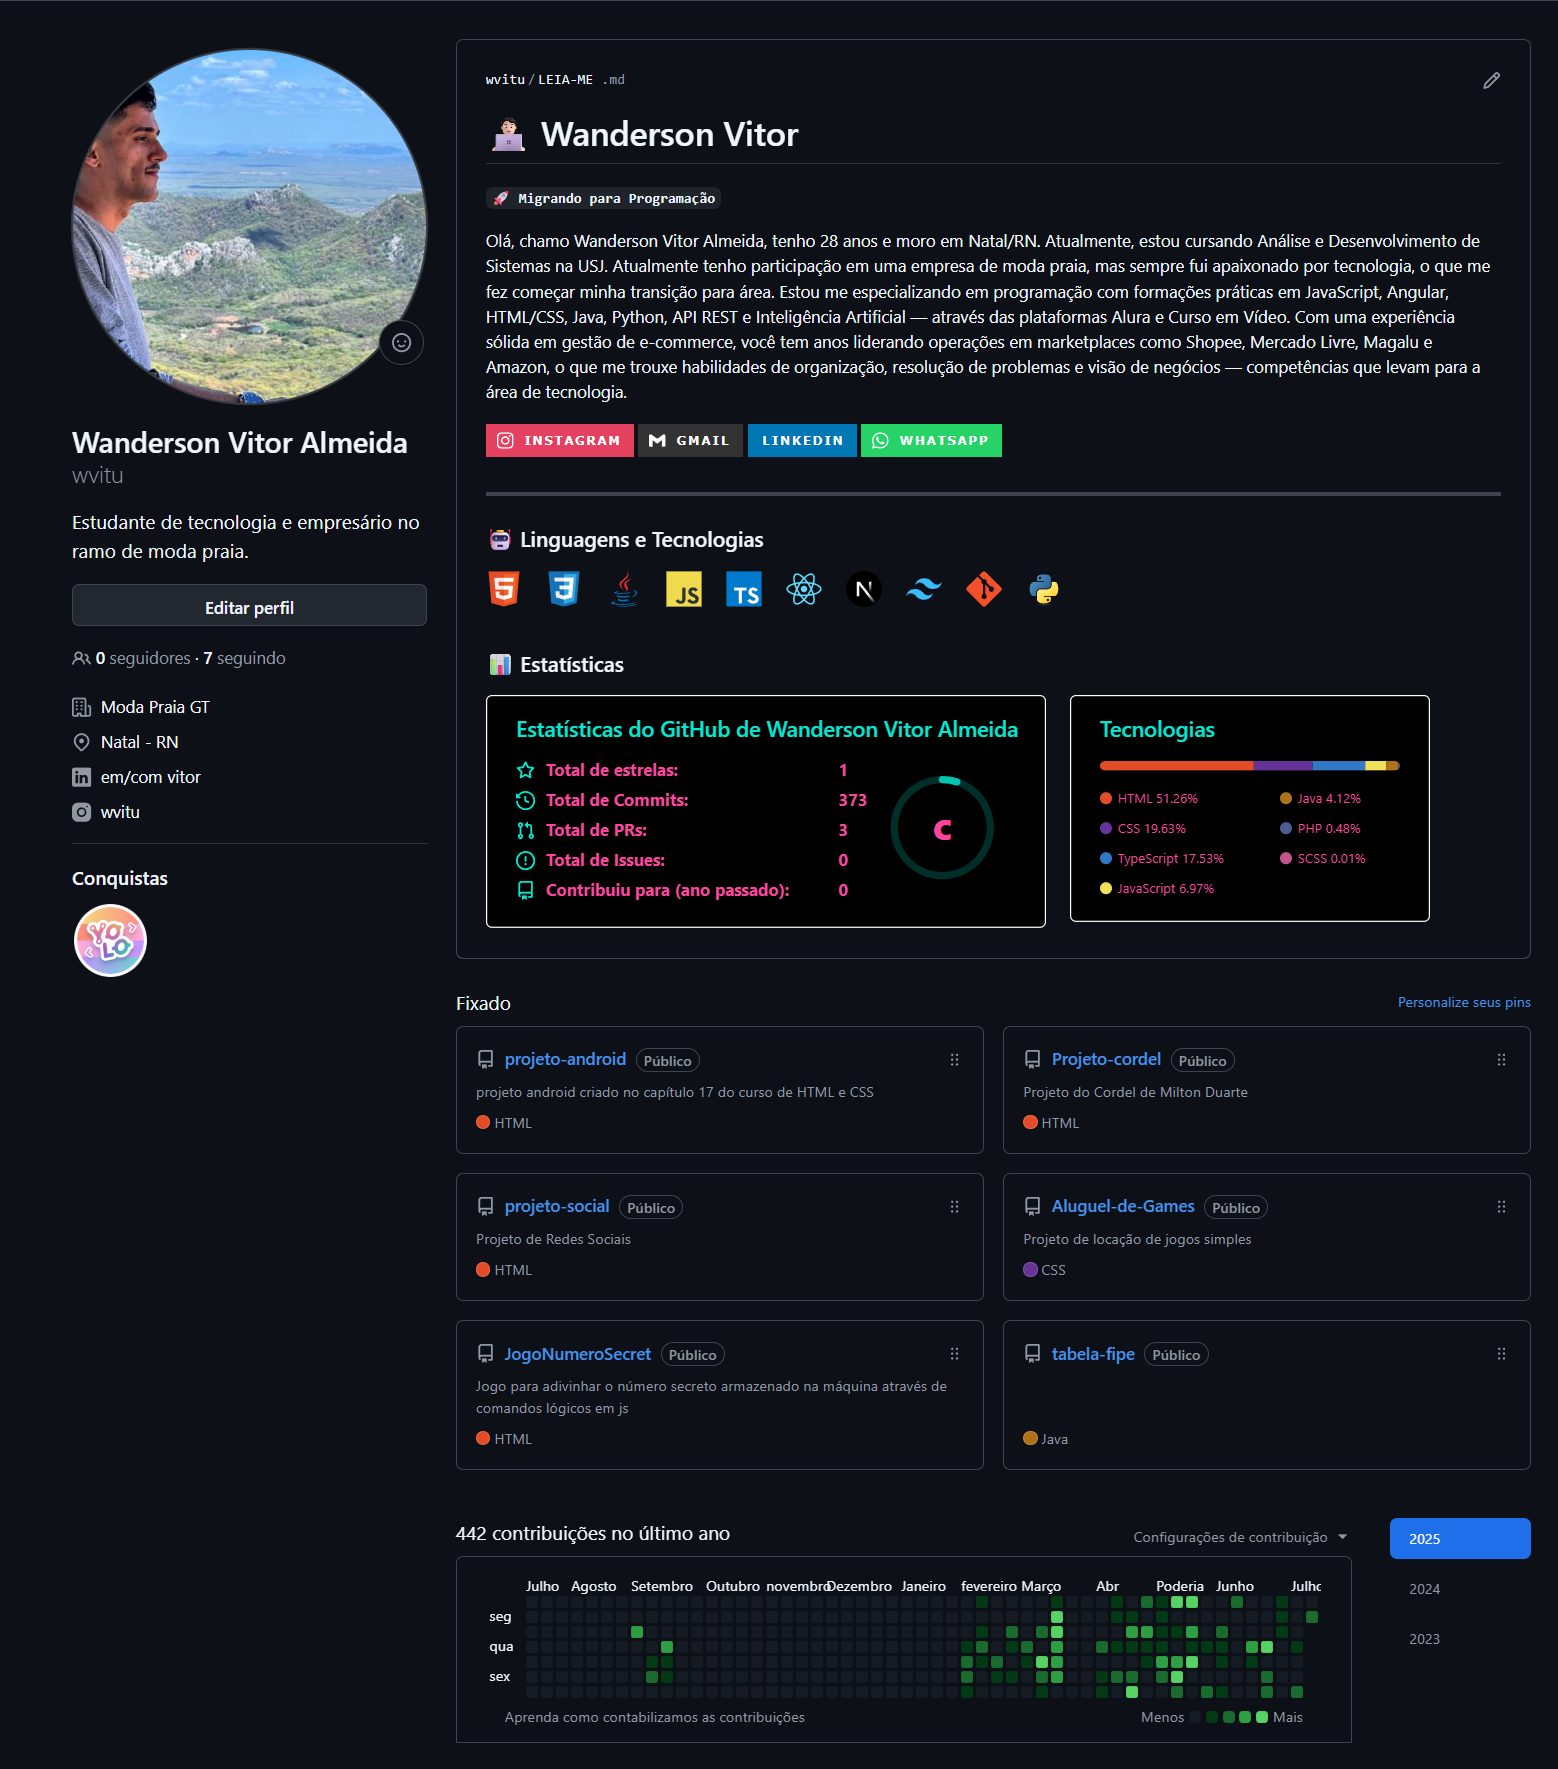 Wanderson Vitor Almeida
wvitu
Estudante de tecnologia e empresário no
ramo de moda praia.
Editar perfil
0 seguidores · 7 seguindo
Moda Praia GT
Natal - RN
em/com vitor
wvitu
Conquistas
YOLO
wvitu / LEIA-ME .md
Wanderson Vitor
Migrando para Programação
Olá, chamo Wanderson Vitor Almeida, tenho 28 anos e moro em Natal/RN. Atualmente, estou cursando Análise e Desenvolvimento de
Sistemas na USJ. Atualmente tenho participação em uma empresa de moda praia, mas sempre fui apaixonado por tecnologia, o que me
fez começar minha transição para área. Estou me especializando em programação com formações práticas em JavaScript, Angular,
HTML/CSS, Java, Python, API REST e Inteligência Artificial — através das plataformas Alura e Curso em Vídeo. Com uma experiência
sólida em gestão de e-commerce, você tem anos liderando operações em marketplaces como Shopee, Mercado Livre, Magalu e
Amazon, o que me trouxe habilidades de organização, resolução de problemas e visão de negócios — competências que levam para a
área de tecnologia.
INSTAGRAM GMAIL LINKEDIN WHATSAPP
Linguagens e Tecnologias
5 3 JS TS N
Estatísticas
Estatísticas do GitHub de Wanderson Vitor Almeida
Total de estrelas: 1
Total de Commits: 373
Total de PRs: 3
Total de Issues: 0
Contribuiu para (ano passado): 0
C
Tecnologias
HTML 51.26%
CSS 19.63%
TypeScript 17.53%
JavaScript 6.97%
Java 4.12%
PHP 0.48%
SCSS 0.01%
Fixado
Personalize seus pins
projeto-android Público
projeto android criado no capítulo 17 do curso de HTML e CSS
HTML
Projeto-cordel Público
Projeto do Cordel de Milton Duarte
HTML
projeto-social Público
Projeto de Redes Sociais
HTML
Aluguel-de-Games Público
Projeto de locação de jogos simples
CSS
JogoNumeroSecret Público
Jogo para adivinhar o número secreto armazenado na máquina através de
comandos lógicos em js
HTML
tabela-fipe Público
Java
442 contribuições no último ano
Configurações de contribuição
Julho Agosto Setembro Outubro novembro Dezembro Janeiro fevereiro Março Abr Poderia Junho Julho
seg
qua
sex
Aprenda como contabilizamos as contribuições
Menos Mais
2025
2024
2023